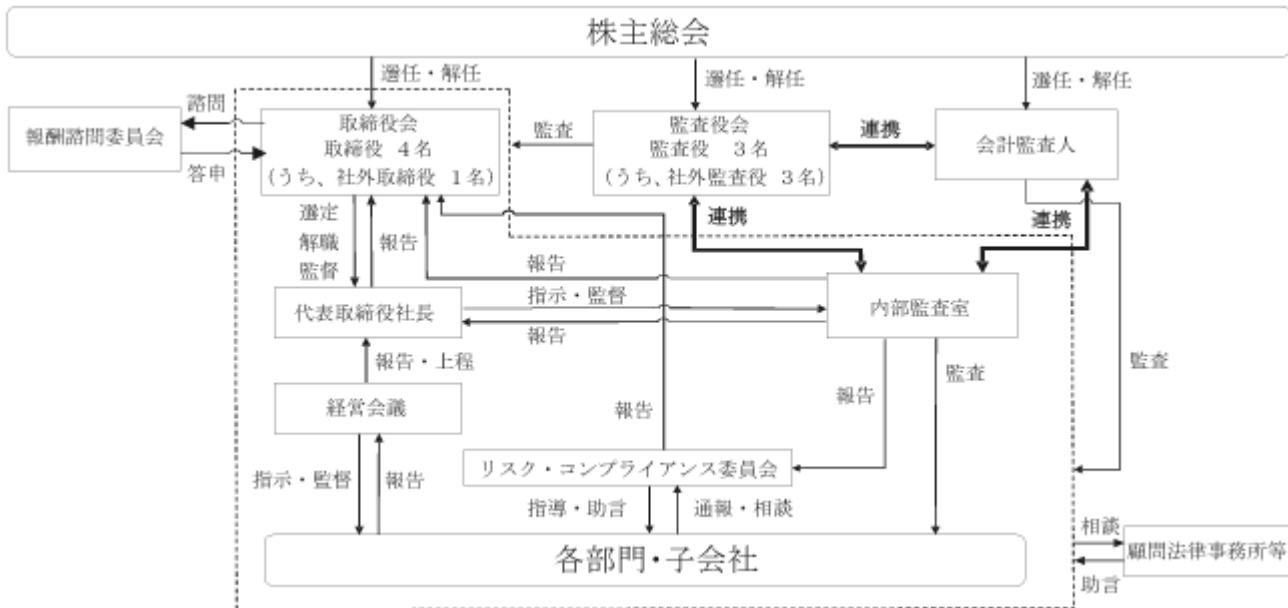 株主総会
選任・解任
選任・解任
選任・解任
諮問
報酬諮問委員会
答申
取締役会
取締役 4名
(うち、社外取締役 1名)
監査
監査役会
監査役 3名
(うち、社外監査役 3名)
連携
会計監査人
選定
解職
監督
報告
連携
連携
報告
代表取締役社長
指示・監督
報告
内部監査室
報告・上程
監査
監査
経営会議
報告
報告
リスク・コンプライアンス委員会
指示・監督
報告
指導・助言
通報・相談
各部門・子会社
相談
顧問法律事務所等
助言